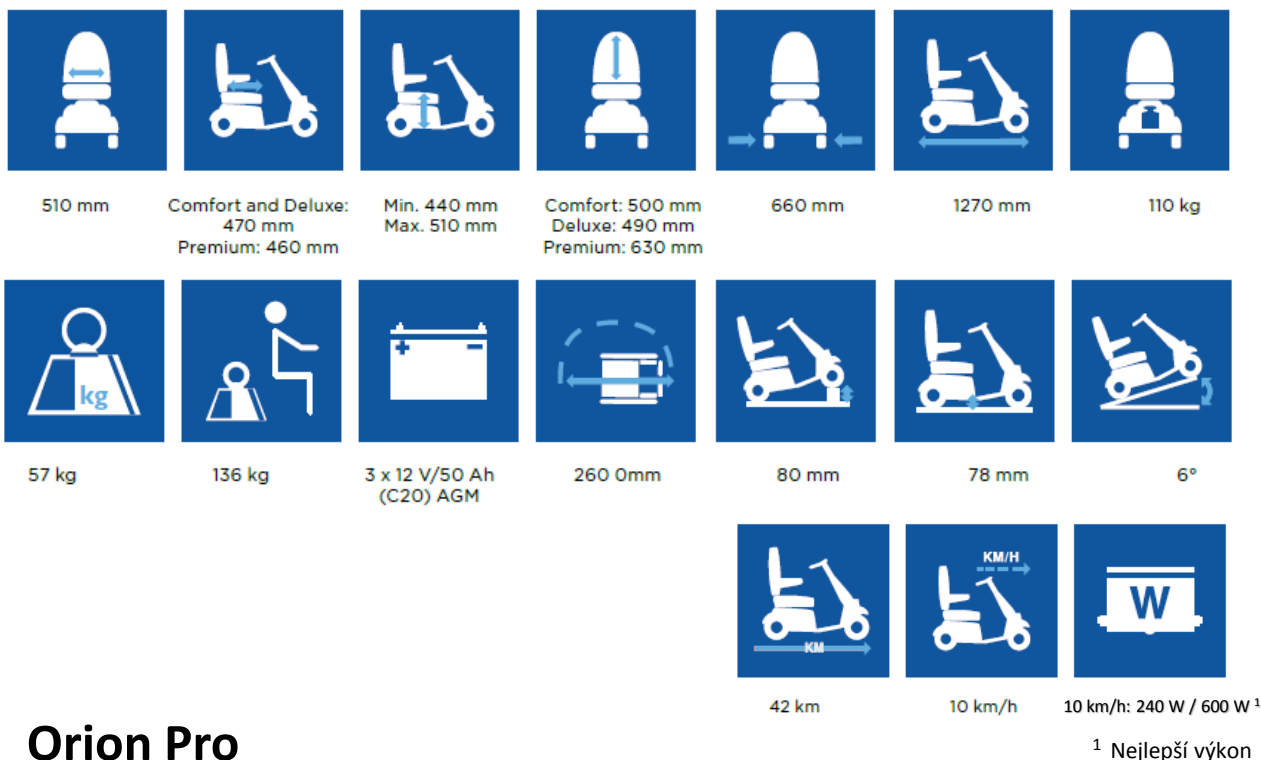 510 mm
Comfort and Deluxe:
470 mm
Premium: 460 mm
Min. 440 mm
Max. 510 mm
Comfort: 500 mm
Deluxe: 490 mm
Premium: 630 mm
660 mm
1270 mm
110 kg
kg
+ -
57 kg
136 kg
3 x 12 V/50 Ah
(C20) AGM
260 0mm
80 mm
78 mm
6°
KM
KM/H
W
42 km
10 km/h
10 km/h: 240 W / 600 W ¹
Orion Pro
¹ Nejlepší výkon